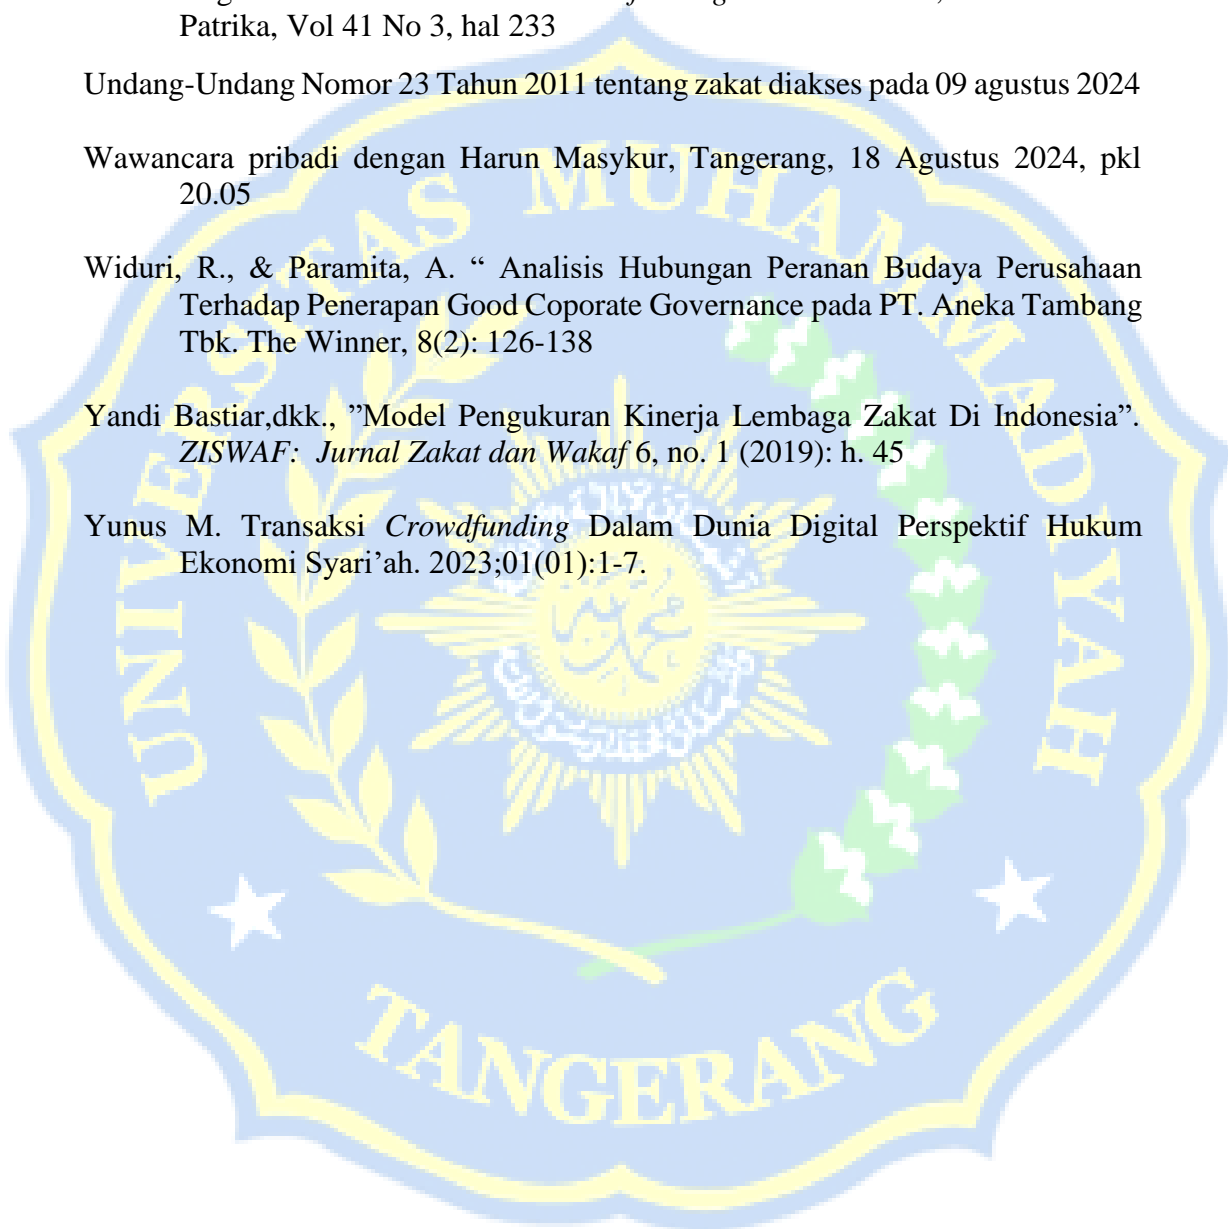 Patrika, Vol 41 No 3, hal 233
Undang-Undang Nomor 23 Tahun 2011 tentang zakat diakses pada 09 agustus 2024
Wawancara pribadi dengan Harun Masykur, Tangerang, 18 Agustus 2024, pkl
20.05
Widuri, R., & Paramita, A. “ Analisis Hubungan Peranan Budaya Perusahaan
Terhadap Penerapan Good Coporate Governance pada PT. Aneka Tambang
Tbk. The Winner, 8(2): 126-138
Yandi Bastiar,dkk., ”Model Pengukuran Kinerja Lembaga Zakat Di Indonesia”.
ZISWAF: Jurnal Zakat dan Wakaf 6, no. 1 (2019): h. 45
Yunus M. Transaksi Crowdfunding Dalam Dunia Digital Perspektif Hukum
Ekonomi Syari’ah. 2023;01(01):1-7.
UNIVERSITAS MUHAMMADIYAH
TANGERANG